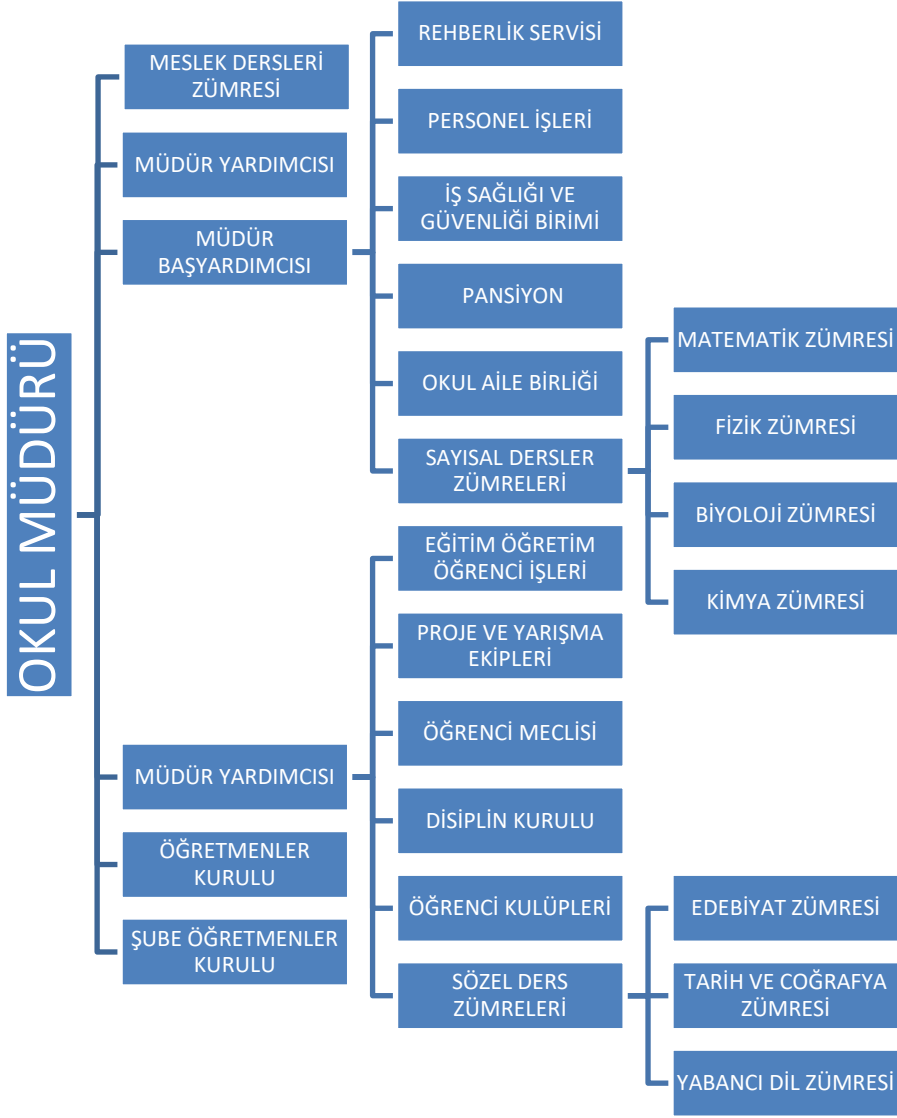 OKUL MÜDÜRÜ
MESLEK DERSLERİ
ZÜMRESİ
MÜDÜR YARDIMCISI
MÜDÜR
BAŞYARDIMCISI
REHBERLİK SERVİSİ
PERSONEL İŞLERİ
İŞ SAĞLIĞI VE
GÜVENLİĞİ BİRİMİ
PANSİYON
OKUL AİLE BİRLİĞİ
SAYISAL DERSLER
ZÜMRELERİ
MATEMATİK ZÜMRESİ
FİZİK ZÜMRESİ
BİYOLOJİ ZÜMRESİ
KİMYA ZÜMRESİ
MÜDÜR YARDIMCISI
EĞİTİM ÖĞRETİM
ÖĞRENCİ İŞLERİ
PROJE VE YARIŞMA
EKİPLERİ
ÖĞRENCİ MECLİSİ
DİSİPLİN KURULU
ÖĞRENCİ KULÜPLERİ
SÖZEL DERS
ZÜMRELERİ
EDEBİYAT ZÜMRESİ
TARİH VE COĞRAFYA
ZÜMRESİ
YABANCI DİL ZÜMRESİ
ÖĞRETMENLER
KURULU
ŞUBE ÖĞRETMENLER
KURULU